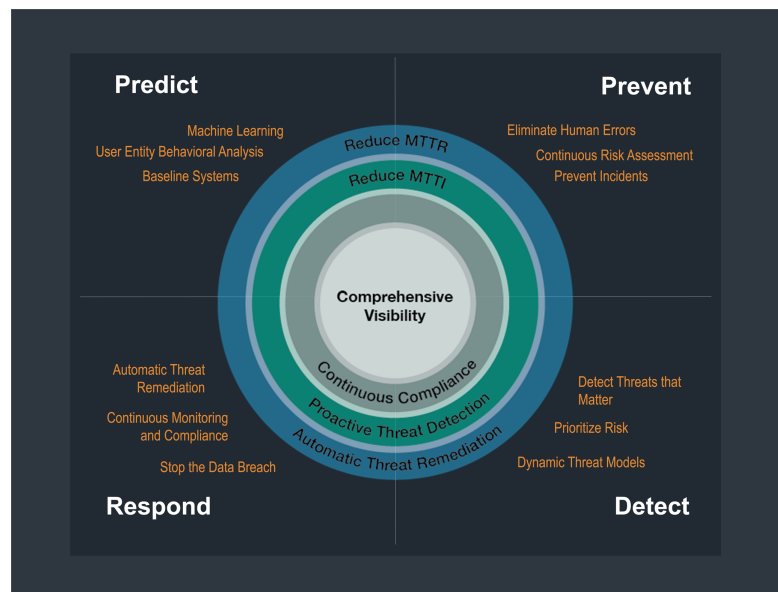 Predict
Prevent
Machine Learning
User Entity Behavioral Analysis
Baseline Systems
Eliminate Human Errors
Continuous Risk Assessment
Prevent Incidents
Reduce MTTR
Reduce MTTI
Comprehensive
Visibility
Continuous Compliance
Proactive Threat Detection
Automatic Threat Remediation
Automatic Threat
Remediation
Continuous Monitoring
and Compliance
Stop the Data Breach
Respond
Detect Threats that
Matter
Prioritize Risk
Dynamic Threat Models
Detect